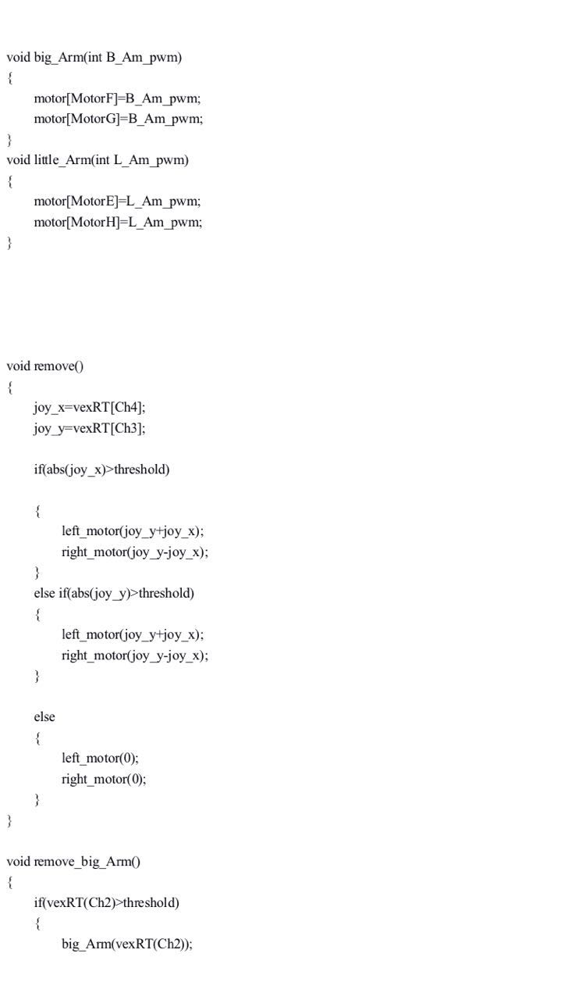 void big_Arm(int B_Am_pwm)
{
motor[MotorF]=B_Am_pwm;
motor[MotorG]=B_Am_pwm;
}
void little_Arm(int L_Am_pwm)
{
motor[MotorE]=L_Am_pwm;
motor[MotorH]=L_Am_pwm;
}
void remove()
{
joy_x=vexRT[Ch4];
joy_y=vexRT[Ch3];
if(abs(joy_x)>threshold)
{
left_motor(joy_y+joy_x);
right_motor(joy_y-joy_x);
}
else if(abs(joy_y)>threshold)
{
left_motor(joy_y+joy_x);
right_motor(joy_y-joy_x);
}
else
{
left_motor(0);
right_motor(0);
}
}
void remove_big_Arm()
{
if(vexRT(Ch2)>threshold)
{
big_Arm(vexRT(Ch2));